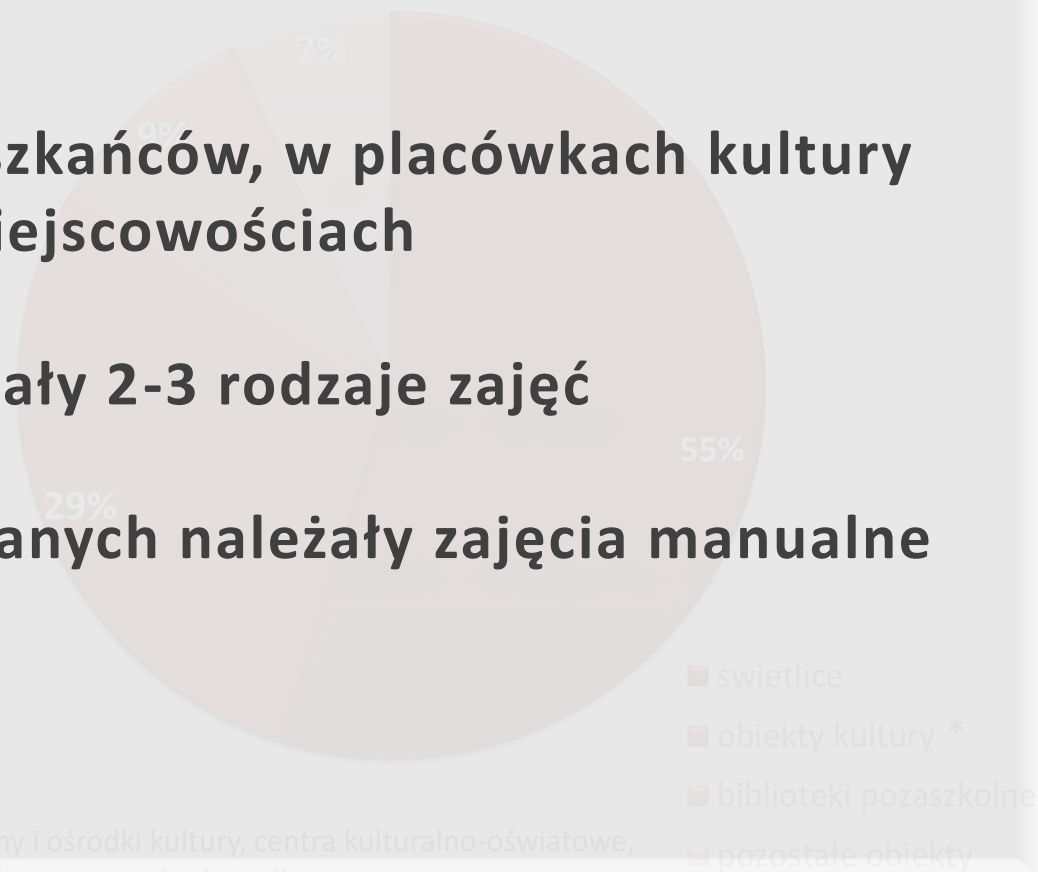 7%
9%
szkańców, w placówkach kultury
iejscowościach
ały 2-3 rodzaje zajęć
55%
29%
anych należały zajęcia manualne
świetlice
obiekty kultury *
biblioteki pozaszkolne
ny i ośrodki kultury, centra kulturalno-oświatowe,
pozostałe obiekty